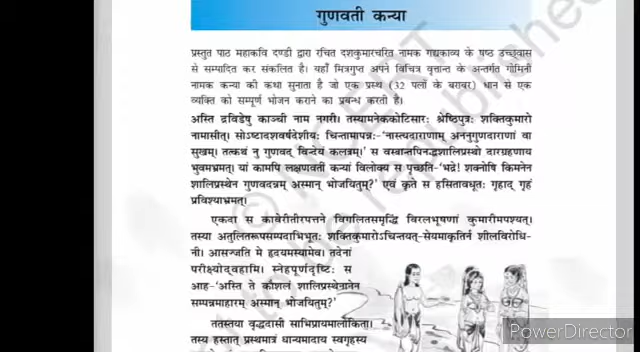 गुणवती कन्या
प्रस्तुत पाठ महाकवि दण्डी द्वारा रचित दशकुमारचरित नामक गद्यकाव्य के षष्ठ उच्छ्वास
से सम्पादित कर संकलित है। यहाँ मित्रगुप्त अपने विचित्र वृत्तान्त के अन्तर्गत गोमिनी
नामक कन्या की कथा सुनाता है जो एक प्रस्थ (32 पलों के बराबर) धान से एक
व्यक्ति को सम्पूर्ण भोजन कराने का प्रबन्ध करती है।
अस्ति द्रविडेषु काञ्ची नाम नगरी। तस्यामनेककोटिसारः श्रेष्ठिपुत्रः शक्तिकुमारो
नामासीत्। सोऽष्टादशवर्षदेशीयः चिन्तामापन्नः-'नास्त्यदाराणाम् अननुगुणदाराणां वा
सुखम्। तत्कथं नु गुणवद् विन्देयं कलत्रम्।' स वस्त्रान्तपिनद्धशालिप्रस्थो दारग्रहणाय
भुवमभ्रमत्। यां कामपि लक्षणवतीं कन्यां विलोक्य स पृच्छति-'भद्रे! शक्नोषि किमनेन
शालिप्रस्थेन गुणवदन्नम् अस्मान् भोजयितुम्?' एवं कृते स हसितावधूतः गृहाद् गृहं
प्रविश्याभ्रमत्।
एकदा स कावेरीतीरपत्तने विगलितसमृद्धिं विरलभूषणां कुमारीमपश्यत्।
तस्या अतुलितरूपसम्पदाभिभूतः शक्तिकुमारोऽचिन्तयत्-सेयमाकृतिर्न शीलविरोधि-
नी। आसज्जति मे हृदयमस्यामेव। तदेनां
परीक्ष्योद्वहामि। स्नेहपूर्णदृष्टिः स
आह-'अस्ति ते कौशलं शालिप्रस्थेनानेन
सम्पन्नमाहारम् अस्मान् भोजयितुम्?'
ततस्तया वृद्धदासी साभिप्रायमालोकिता।
तस्य हस्तात् प्रस्थमात्रं धान्यमादाय स्वगृहस्य
PowerDirector